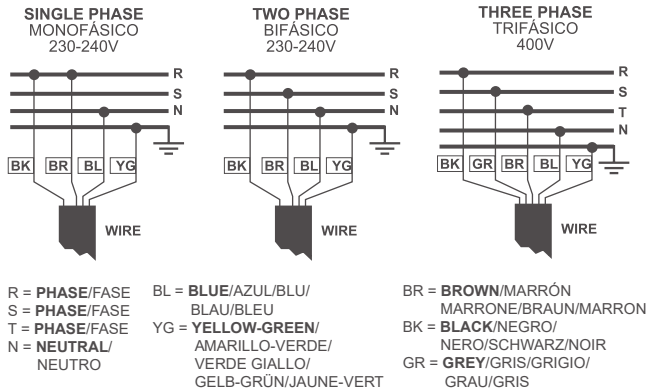 SINGLE PHASE
MONOFÁSICO
230-240V
R
S
N
BK BR BL YG
WIRE
TWO PHASE
BIFÁSICO
230-240V
R
S
N
BK BR BL YG
WIRE
THREE PHASE
TRIFÁSICO
400V
R
S
T
N
BK GR BR BL YG
WIRE
R = PHASE/FASE
S = PHASE/FASE
T = PHASE/FASE
N = NEUTRAL/
NEUTRO
BL = BLUE/AZUL/BLU/
BLAU/BLEU
YG = YELLOW-GREEN/
AMARILLO-VERDE/
VERDE GIALLO/
GELB-GRÜN/JAUNE-VERT
BR = BROWN/MARRÓN
MARRONE/BRAUN/MARRON
BK = BLACK/NEGRO/
NERO/SCHWARZ/NOIR
GR = GREY/GRIS/GRIGIO/
GRAU/GRIS